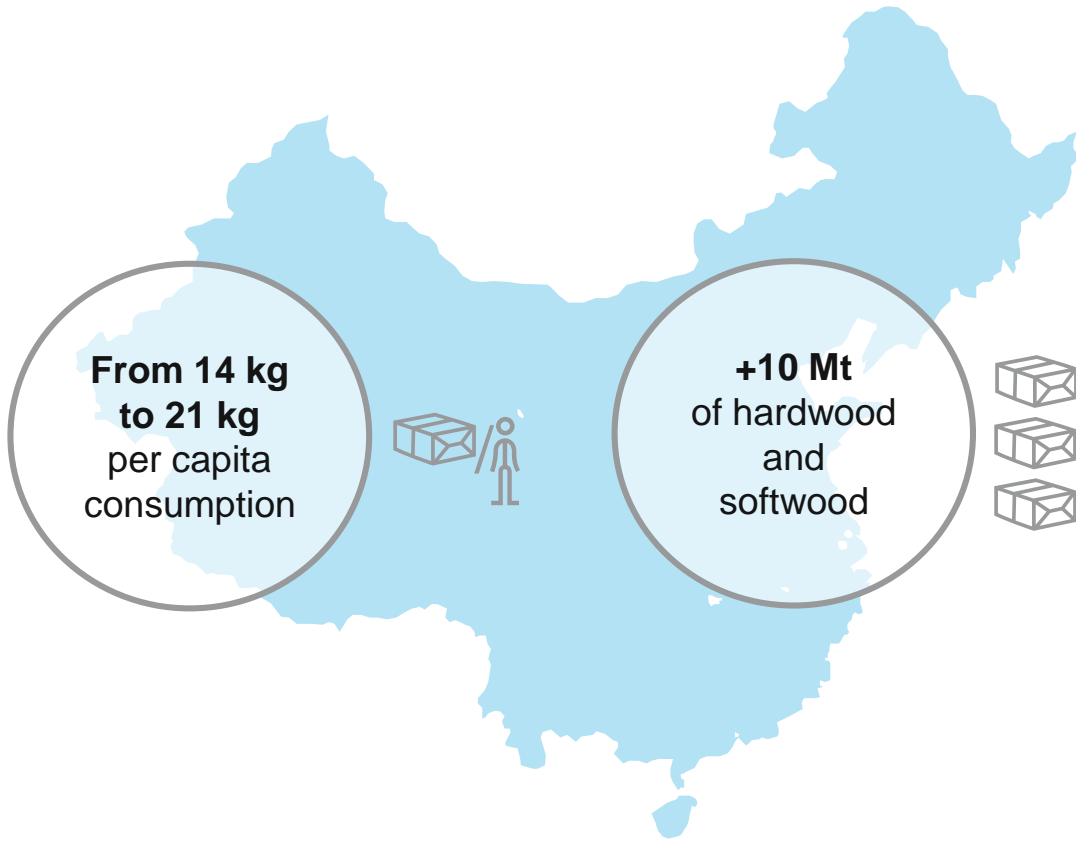 From 14 kg
to 21 kg
per capita
consumption
+10 Mt
of hardwood
and
softwood